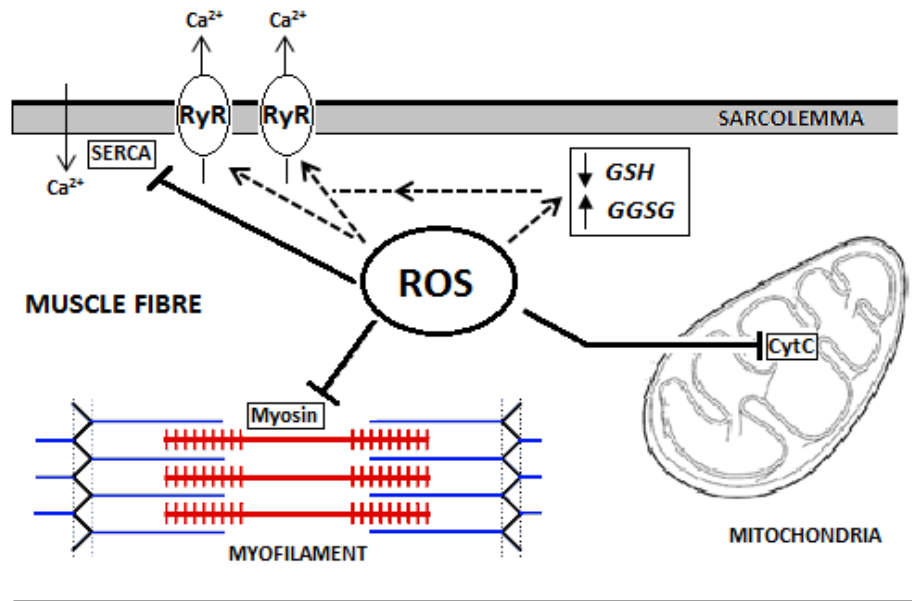 Ca²⁺ Ca²⁺
RyR RyR
SARCOLEMMA
SERCA
Ca²⁺
GSH
GGSG
ROS
MUSCLE FIBRE
CytC
Myosin
MITOCHONDRIA
MYOFILAMENT